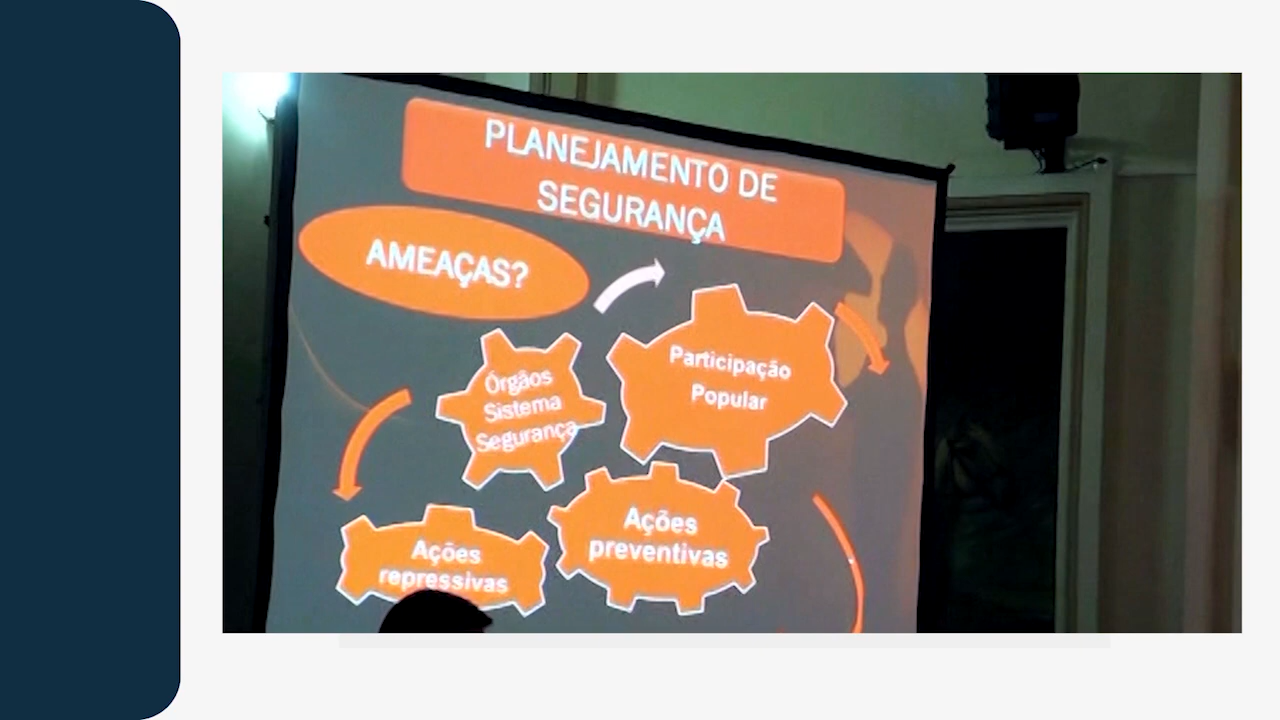 PLANEJAMENTO DE
SEGURANÇA
AMEAÇAS?
Órgãos
Sistema
Segurança
Participação
Popular
Ações
preventivas
Ações
repressivas